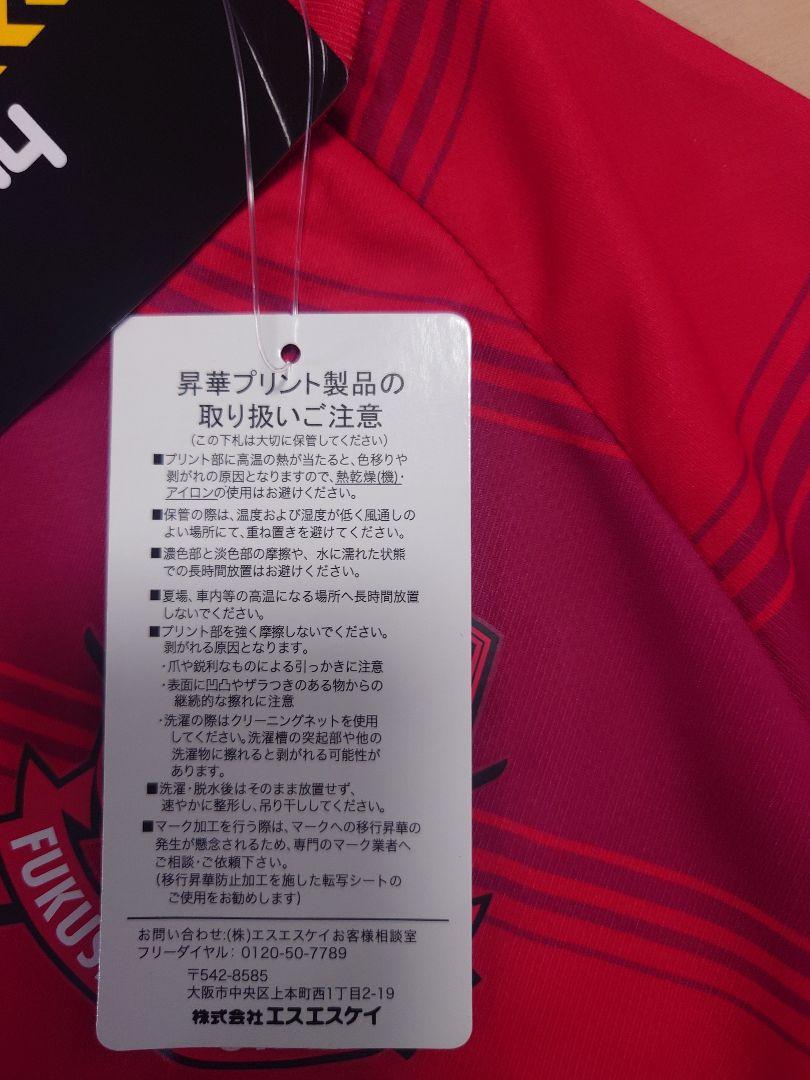 昇華プリント製品の
取り扱いご注意
(この下札は大切に保管してください)
■プリント部に高温の熱が当たると、色移りや
剥がれの原因となりますので、熱乾燥(機)・
アイロンの使用はお避けください。
■保管の際は、温度および湿度が低く風通しの
よい場所にて、重ね置きを避けてください。
■濃色部と淡色部の摩擦や、水に濡れた状態
での長時間放置はお避けください。
■夏場、車内等の高温になる場所へ長時間放置
しないでください。
■プリント部を強く摩擦しないでください。
剥がれる原因となります。
・爪や鋭利なものによる引っかきに注意
・表面に凹凸やザラつきのある物からの
継続的な擦れに注意
・洗濯の際はクリーニングネットを使用
してください。洗濯槽の突起部や他の
洗濯物に擦れると剥がれる可能性が
あります。
■洗濯・脱水後はそのまま放置せず、
速やかに整形し、吊り干ししてください。
■マーク加工を行う際は、マークへの移行昇華の
発生が懸念されるため、専門のマーク業者へ
ご相談・ご依頼下さい。
(移行昇華防止加工を施した転写シートの
ご使用をお勧めします)
お問い合わせ:(株)エスエスケイお客様相談室
フリーダイヤル: 0120-50-7789
〒542-8585
大阪市中央区上本町西1丁目2-19
株式会社エスエスケイ
FUKUS